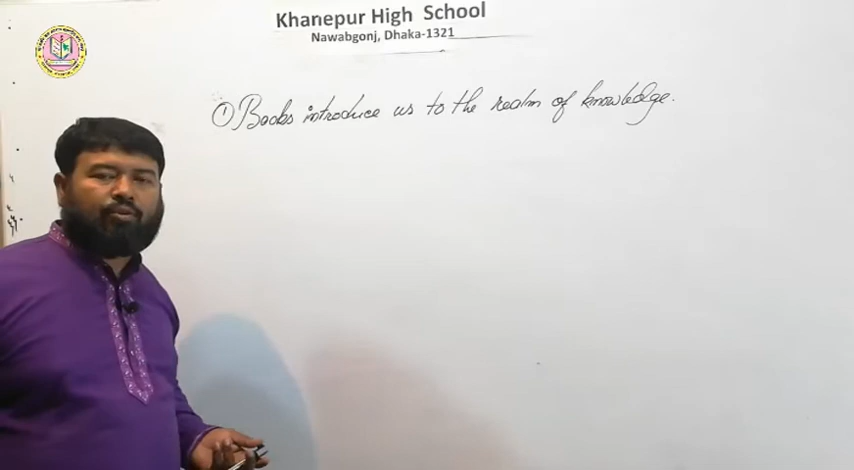 Khanepur High School
Nawabgonj, Dhaka-1321
① Books introduce us to the realm of knowledge.